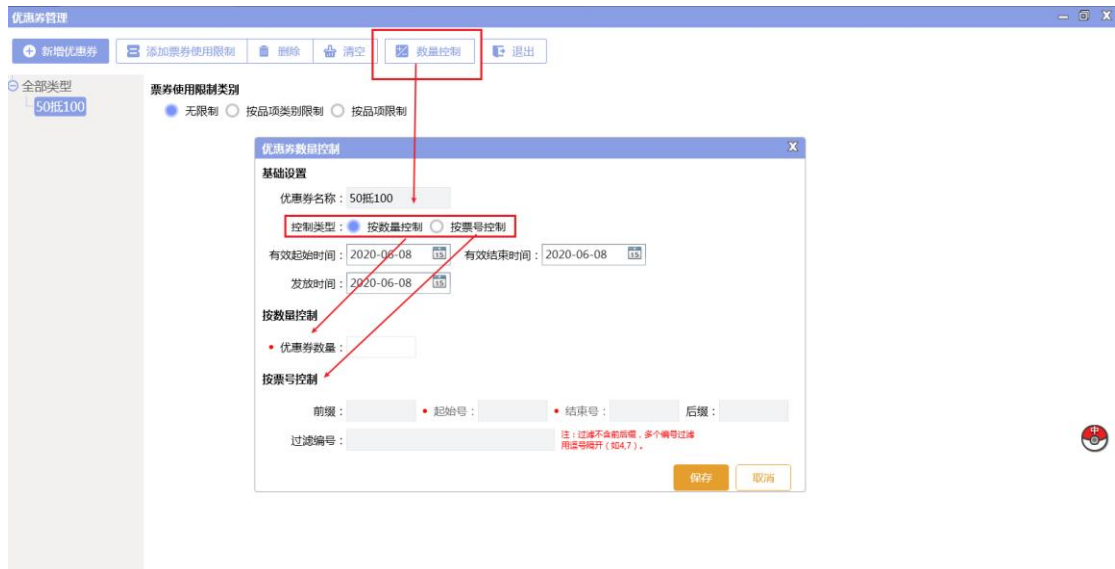 优惠券管理
新增优惠券 添加票券使用限制 删除 清空 数量控制 退出
全部类型
50抵100
票券使用限制类别
无限制 按品项类别限制 按品项限制
优惠券数量控制 X
基础设置
优惠券名称：50抵100
控制类型： 按数量控制 按票号控制
有效起始时间：2020-06-08 15 有效结束时间：2020-06-08 15
发放时间：2020-06-08 15
按数量控制
优惠券数量：
按票号控制
前缀： 起始号： 结束号： 后缀：
过滤编号：
注：过滤不含前后缀，多个编号过滤
用逗号隔开（如4,7）。
保存 取消
中